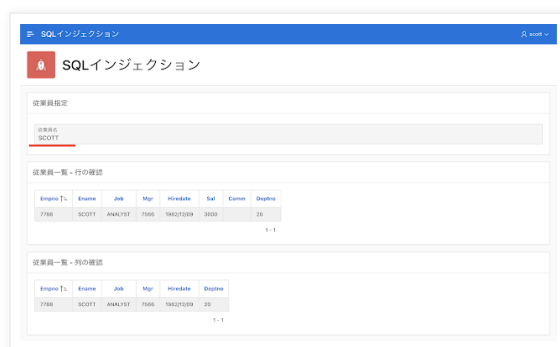 SQLインジェクション scott
SQLインジェクション
従業員指定
従業員名
SCOTT
従業員一覧 - 行の確認
Empno Ename Job Mgr Hiredate Sal Comm Deptno
7788 SCOTT ANALYST 7566 1982/12/09 3000 20
1 - 1
従業員一覧 - 列の確認
Empno Ename Job Mgr Hiredate Deptno
7788 SCOTT ANALYST 7566 1982/12/09 20
1 - 1